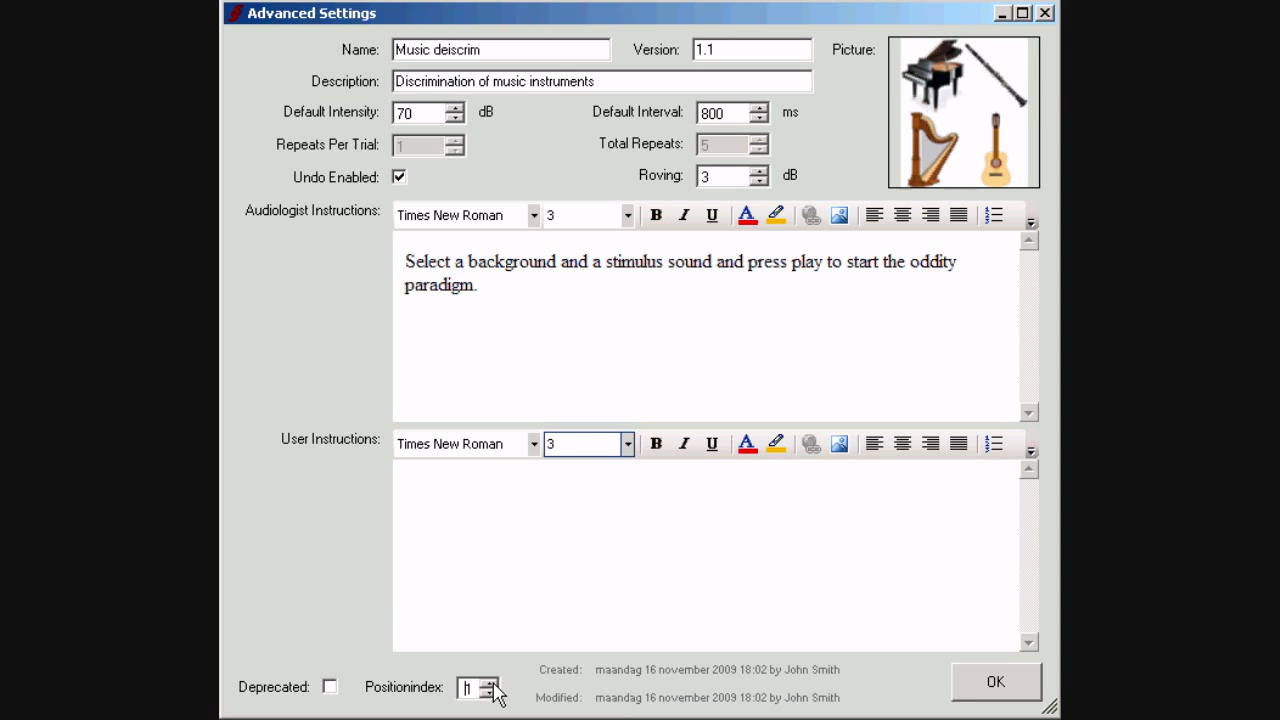 Advanced Settings
Name: Music deiscrim Version: 1.1 Picture:
Description: Discrimination of music instruments
Default Intensity: 70 dB Default Interval: 800 ms
Repeats Per Trial: 1 Total Repeats: 5
Undo Enabled: Roving: 3 dB
Audiologist Instructions: Times New Roman 3 B I U A
Select a background and a stimulus sound and press play to start the oddity
paradigm.
User Instructions: Times New Roman 3 B I U A
Created: maandag 16 november 2009 18:02 by John Smith
Deprecated: Positionindex: OK
Modified: maandag 16 november 2009 18:02 by John Smith